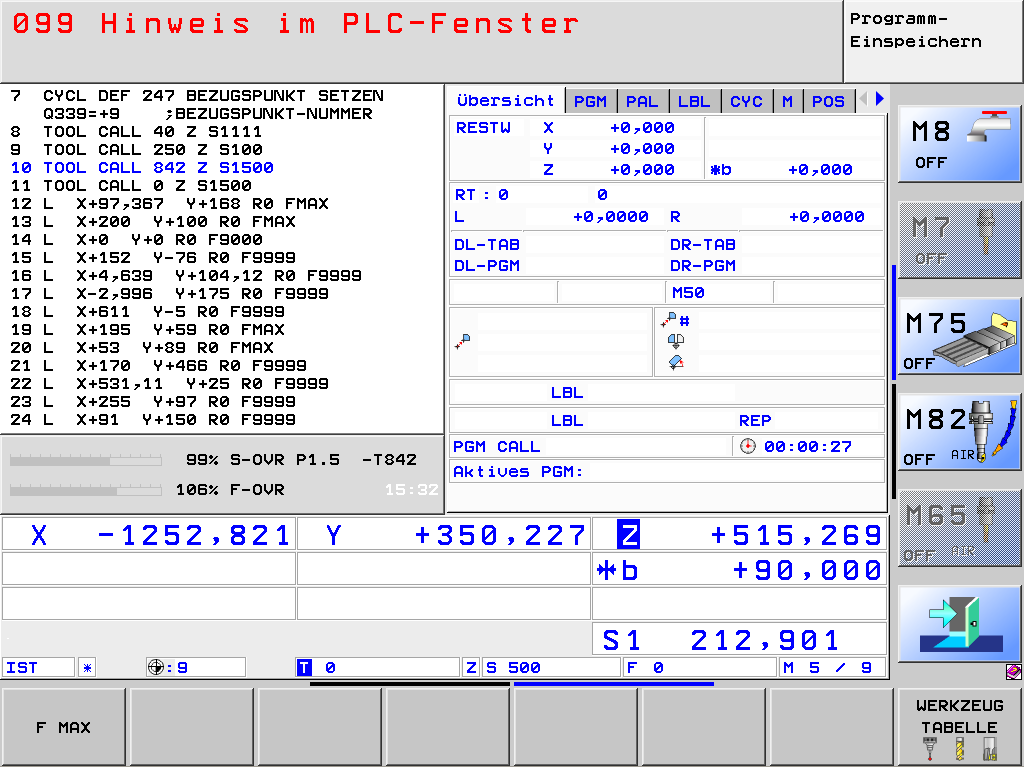 099 Hinweis im PLC-Fenster
Programm-
Einspeichern
7 CYCL DEF 247 BEZUGSPUNKT SETZEN
Q339=+9 ;BEZUGSPUNKT-NUMMER
8 TOOL CALL 40 Z S1111
9 TOOL CALL 250 Z S100
10 TOOL CALL 842 Z S1500
11 TOOL CALL 0 Z S1500
12 L X+97,367 Y+168 R0 FMAX
13 L X+200 Y+100 R0 FMAX
14 L X+0 Y+0 R0 F9000
15 L X+152 Y-76 R0 F9999
16 L X+4,639 Y+104,12 R0 F9999
17 L X-2,996 Y+175 R0 F9999
18 L X+611 Y-5 R0 F9999
19 L X+195 Y+59 R0 FMAX
20 L X+53 Y+89 R0 FMAX
21 L X+170 Y+466 R0 F9999
22 L X+531,11 Y+25 R0 F9999
23 L X+255 Y+97 R0 F9999
24 L X+91 Y+150 R0 F9999
99% S-OVR P1.5 -T842
106% F-OVR 15:32
Übersicht PGM PAL LBL CYC M POS
RESTW X +0,000
Y +0,000
Z +0,000 *b +0,000
RT : 0 0
L +0,0000 R +0,0000
DL-TAB DR-TAB
DL-PGM DR-PGM
M50
#
LBL
LBL REP
PGM CALL 00:00:27
Aktives PGM:
X -1252,821 Y +350,227 Z +515,269
*b +90,000
S1 212,901
IST * :9 T 0 Z S 500 F 0 M 5 / 9
M8
OFF
M7
OFF
M75
OFF
M82
OFF AIR
M65
OFF AIR
F MAX
WERKZEUG
TABELLE